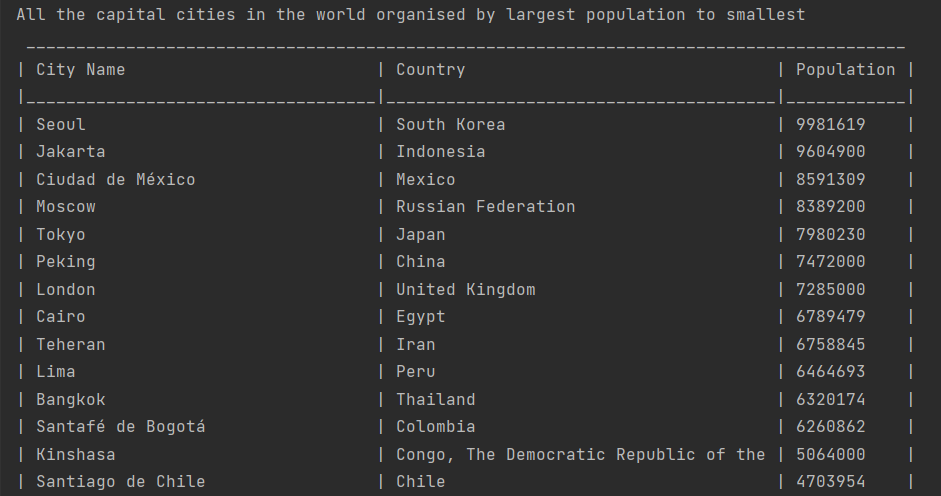 All the capital cities in the world organised by largest population to smallest
| City Name | Country | Population |
| Seoul | South Korea | 9981619 |
| Jakarta | Indonesia | 9604900 |
| Ciudad de México | Mexico | 8591309 |
| Moscow | Russian Federation | 8389200 |
| Tokyo | Japan | 7980230 |
| Peking | China | 7472000 |
| London | United Kingdom | 7285000 |
| Cairo | Egypt | 6789479 |
| Teheran | Iran | 6758845 |
| Lima | Peru | 6464693 |
| Bangkok | Thailand | 6320174 |
| Santafé de Bogotá | Colombia | 6260862 |
| Kinshasa | Congo, The Democratic Republic of the | 5064000 |
| Santiago de Chile | Chile | 4703954 |